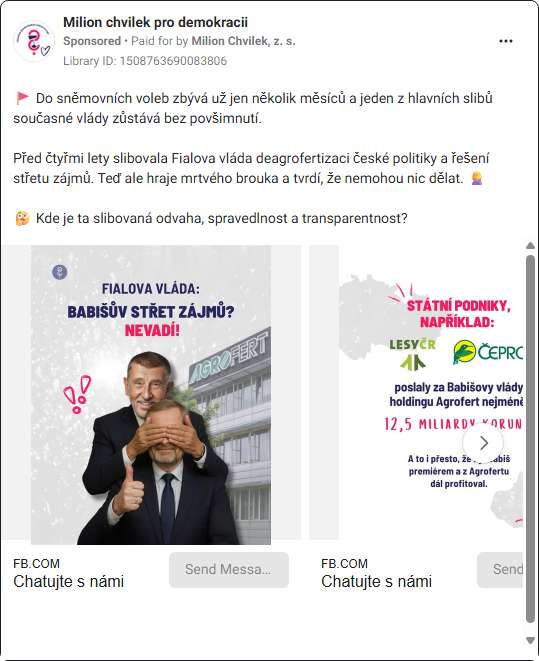 Milion chvilek pro demokracii
Sponsored • Paid for by Milion Chvilek, z. s.
Library ID: 1508763690083806
Do sněmovních voleb zbývá už jen několik měsíců a jeden z hlavních slibů
současné vlády zůstává bez povšimnutí.
Před čtyřmi lety slibovala Fialova vláda deagrofertizaci české politiky a řešení
střetu zájmů. Teď ale hraje mrtvého brouka a tvrdí, že nemohou nic dělat.
Kde je ta slibovaná odvaha, spravedlnost a transparentnost?
FIALOVA VLÁDA:
BABIŠŮV STŘET ZÁJMŮ?
NEVADÍ!
AGROFERT
STÁTNÍ PODNIKY,
NAPŘÍKLAD:
LESYČR
ČEPRO
poslaly za Babišovy vlády
holdingu Agrofert nejméně
12,5 MILIARDY KORUN
A to i přesto, že
premiérem a z Agrofertu
dál profitoval.
FB.COM
Chatujte s námi
Send Messa...
FB.COM
Chatujte s námi
Send